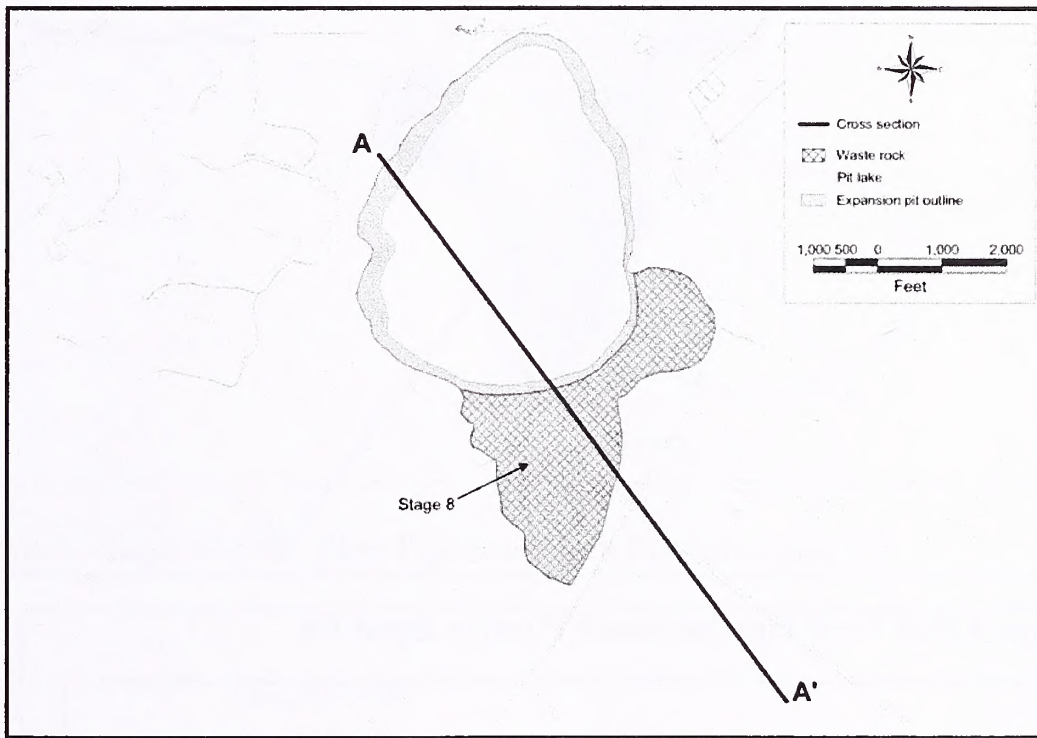 A
Cross section
Waste rock
Pit lake
Expansion pit outline
1,000 500 0 1,000 2,000
Feet
Stage 8
A'